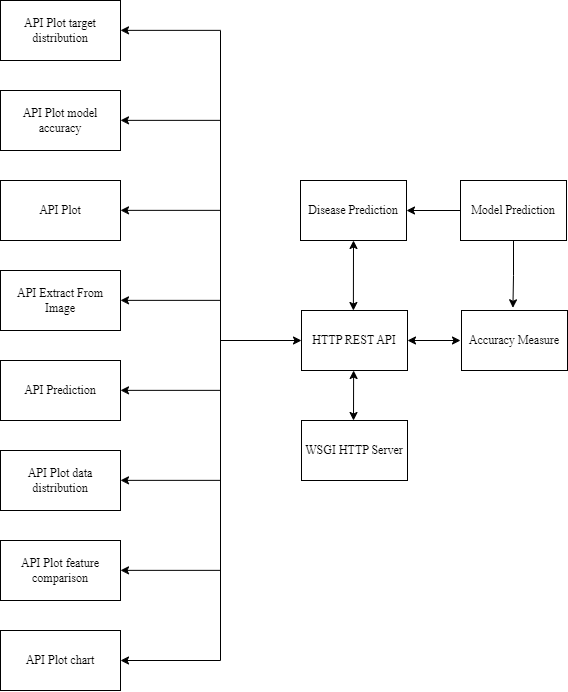 API Plot target
distribution
API Plot model
accuracy
API Plot
API Extract From
Image
API Prediction
API Plot data
distribution
API Plot feature
comparison
API Plot chart
Disease Prediction
Model Prediction
HTTP REST API
Accuracy Measure
WSGI HTTP Server